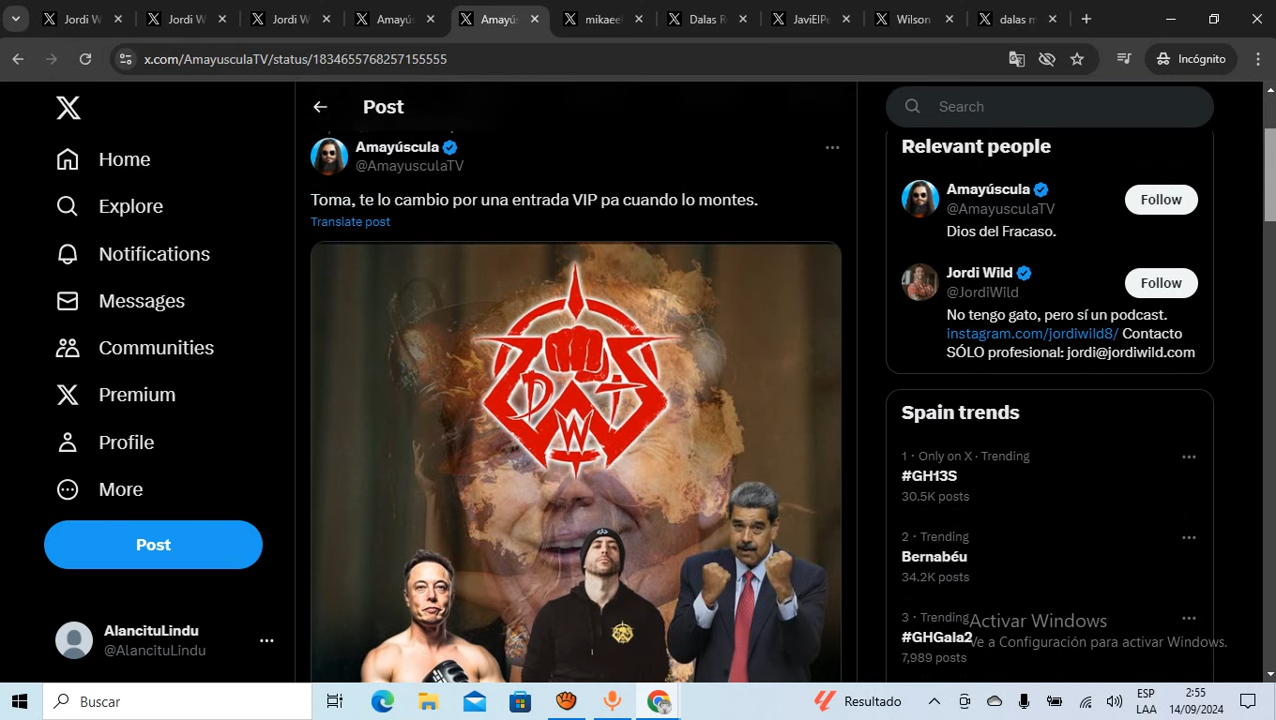 Jordi W
Jordi W
Jordi W
Amayús
Amayús
mikaeel
Dalas R
JaviElPe
Wilson
dalas m
x.com/AmayusculaTV/status/1834655768257155555
Incógnito
Home
Explore
Notifications
Messages
Communities
Premium
Profile
More
Post
AlancituLindu
@AlancituLindu
Post
Amayúscula
@AmayusculaTV
Toma, te lo cambio por una entrada VIP pa cuando lo montes.
Translate post
D T
W
Search
Relevant people
Amayúscula
@AmayusculaTV
Follow
Dios del Fracaso.
Jordi Wild
@JordiWild
Follow
No tengo gato, pero sí un podcast.
instagram.com/jordiwild8/ Contacto
SÓLO profesional: jordi@jordiwild.com
Spain trends
1 · Only on X · Trending
#GH13S
30.5K posts
2 · Trending
Bernabéu
34.2K posts
3 · Trending
#GHGala2
7,989 posts
Activar Windows
Ve a Configuración para activar Windows.
Buscar
Resultado
ESP
LAA
2:55
14/09/2024